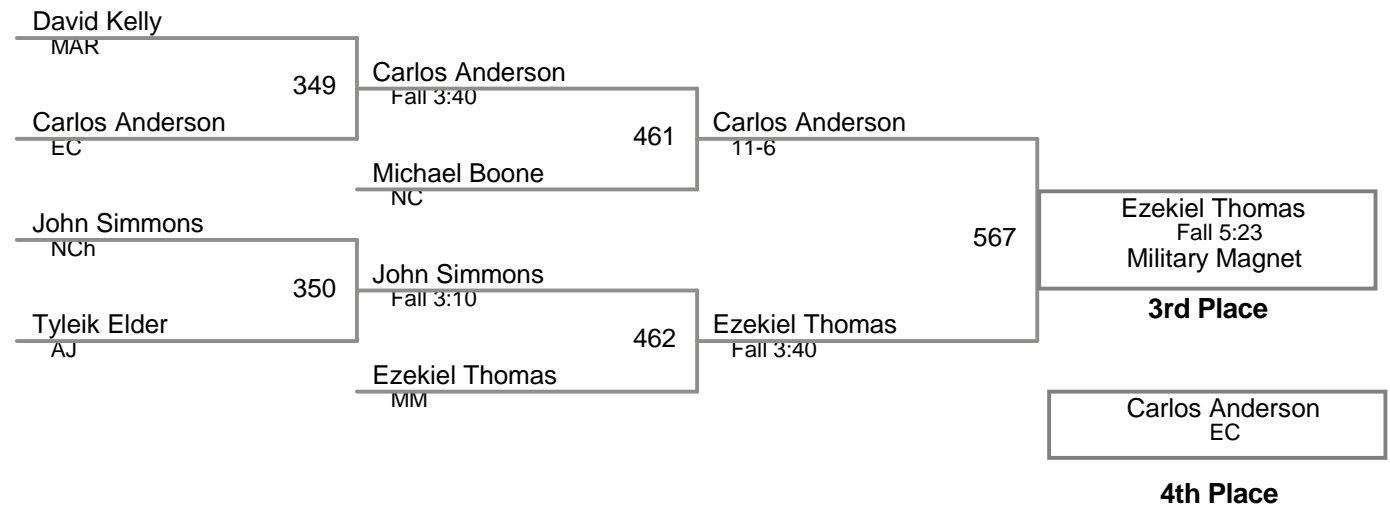 David Kelly
MAR
349
Carlos Anderson
EC
Carlos Anderson
Fall 3:40
461
Michael Boone
NC
John Simmons
NCh
350
Tyleik Elder
AJ
John Simmons
Fall 3:10
462
Ezekiel Thomas
MM
Carlos Anderson
11-6
567
Ezekiel Thomas
Fall 3:40
Ezekiel Thomas
Fall 5:23
Military Magnet
3rd Place
Carlos Anderson
EC
4th Place